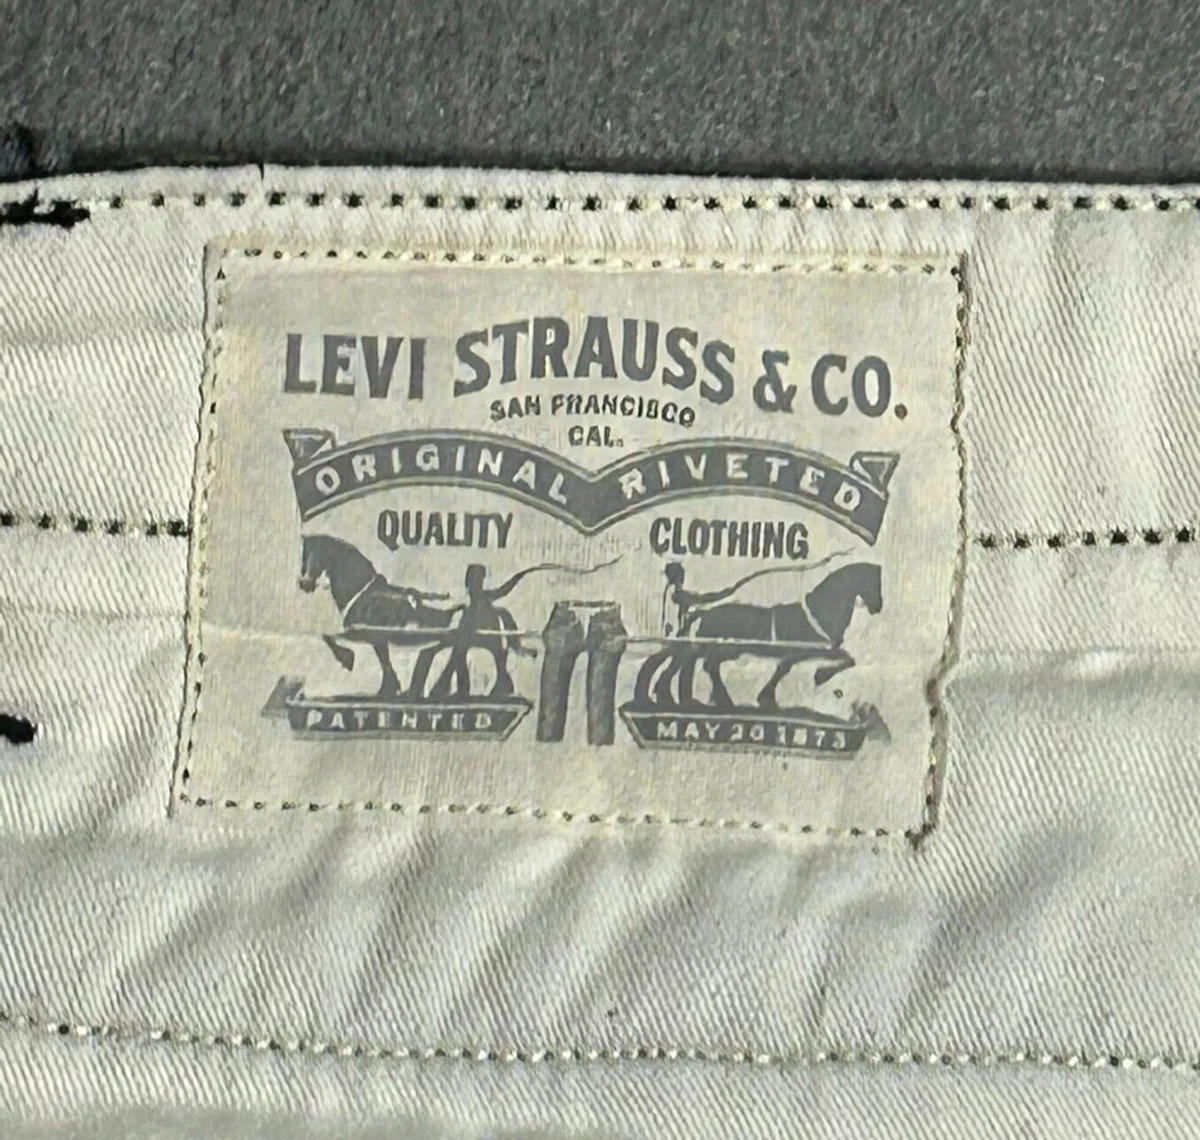 LEVI STRAUSS & CO.
SAN FRANCISCO
CAL.
ORIGINAL RIVETED
QUALITY CLOTHING
PATENTED MAY 20 1873